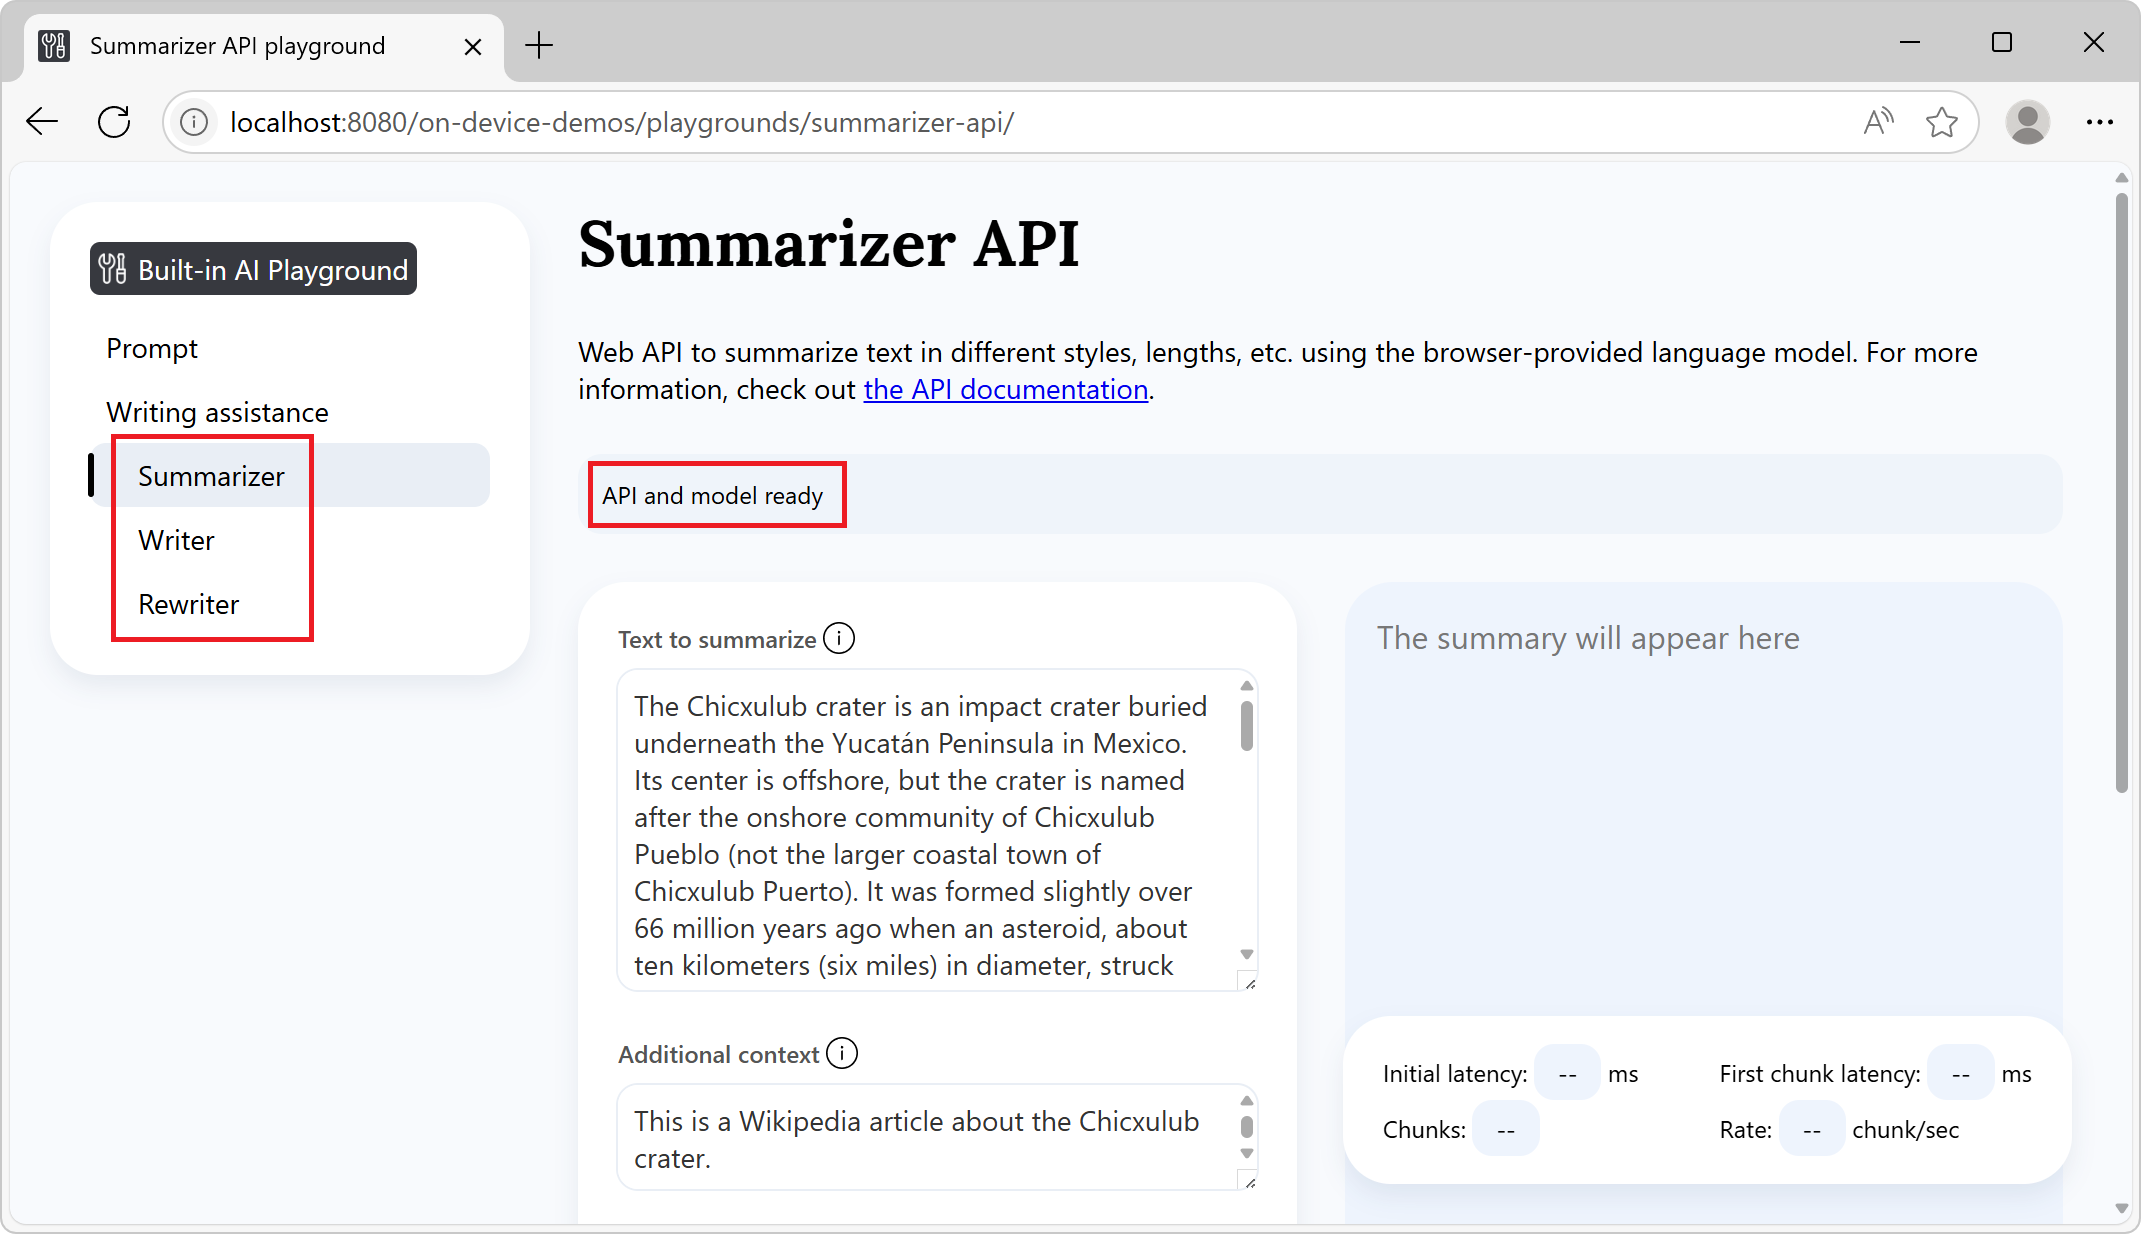 Summarizer API playground
localhost:8080/on-device-demos/playgrounds/summarizer-api/
Built-in AI Playground
Prompt
Writing assistance
Summarizer
Writer
Rewriter
Summarizer API
Web API to summarize text in different styles, lengths, etc. using the browser-provided language model. For more
information, check out the API documentation.
API and model ready
Text to summarize
The Chicxulub crater is an impact crater buried
underneath the Yucatán Peninsula in Mexico.
Its center is offshore, but the crater is named
after the onshore community of Chicxulub
Pueblo (not the larger coastal town of
Chicxulub Puerto). It was formed slightly over
66 million years ago when an asteroid, about
ten kilometers (six miles) in diameter, struck
Additional context
This is a Wikipedia article about the Chicxulub
crater.
The summary will appear here
Initial latency: -- ms
First chunk latency: -- ms
Chunks: --
Rate: -- chunk/sec